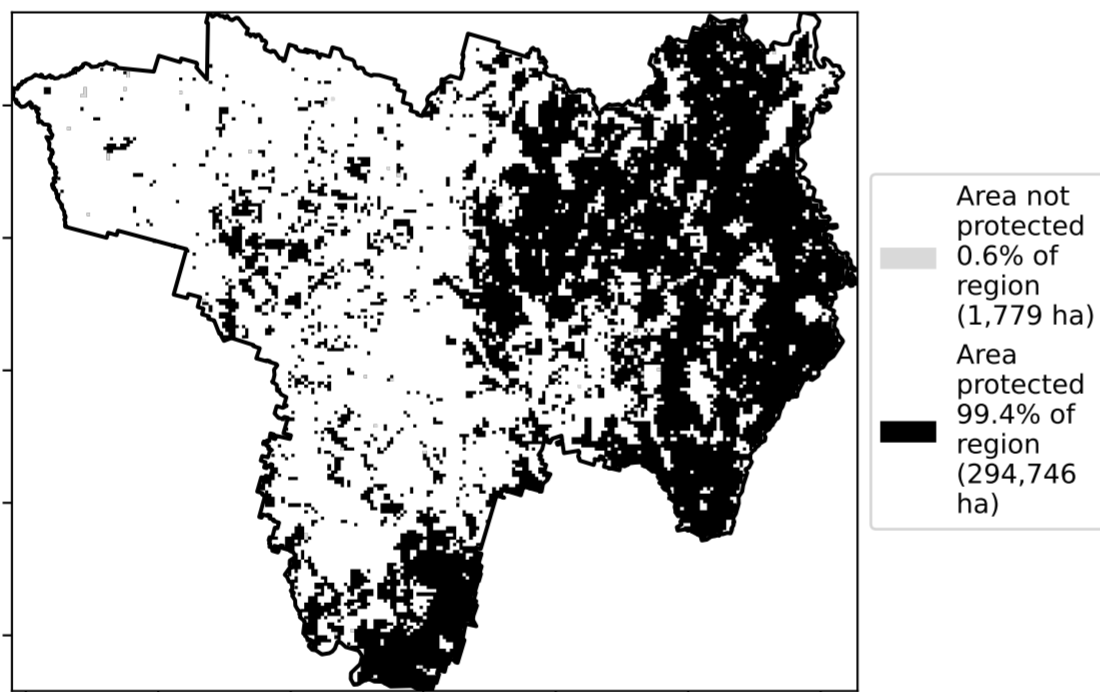 Area not
protected
0.6% of
region
(1,779 ha)
Area
protected
99.4% of
region
(294,746
ha)